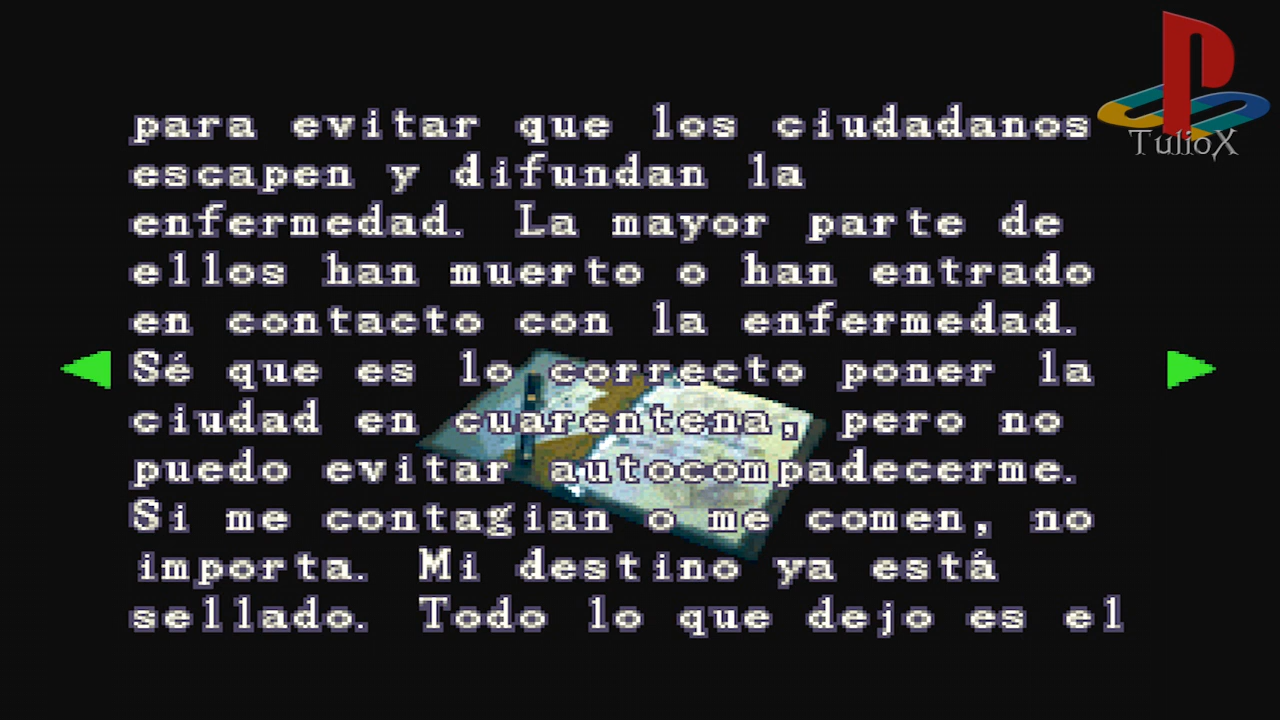 TulioX
para evitar que los ciudadanos
escapen y difundan la
enfermedad. La mayor parte de
ellos han muerto o han entrado
en contacto con la enfermedad.
Sé que es lo correcto poner la
ciudad en cuarentena, pero no
puedo evitar autocompadecerme.
Si me contagian o me comen, no
importa. Mi destino ya está
sellado. Todo lo que dejo es el